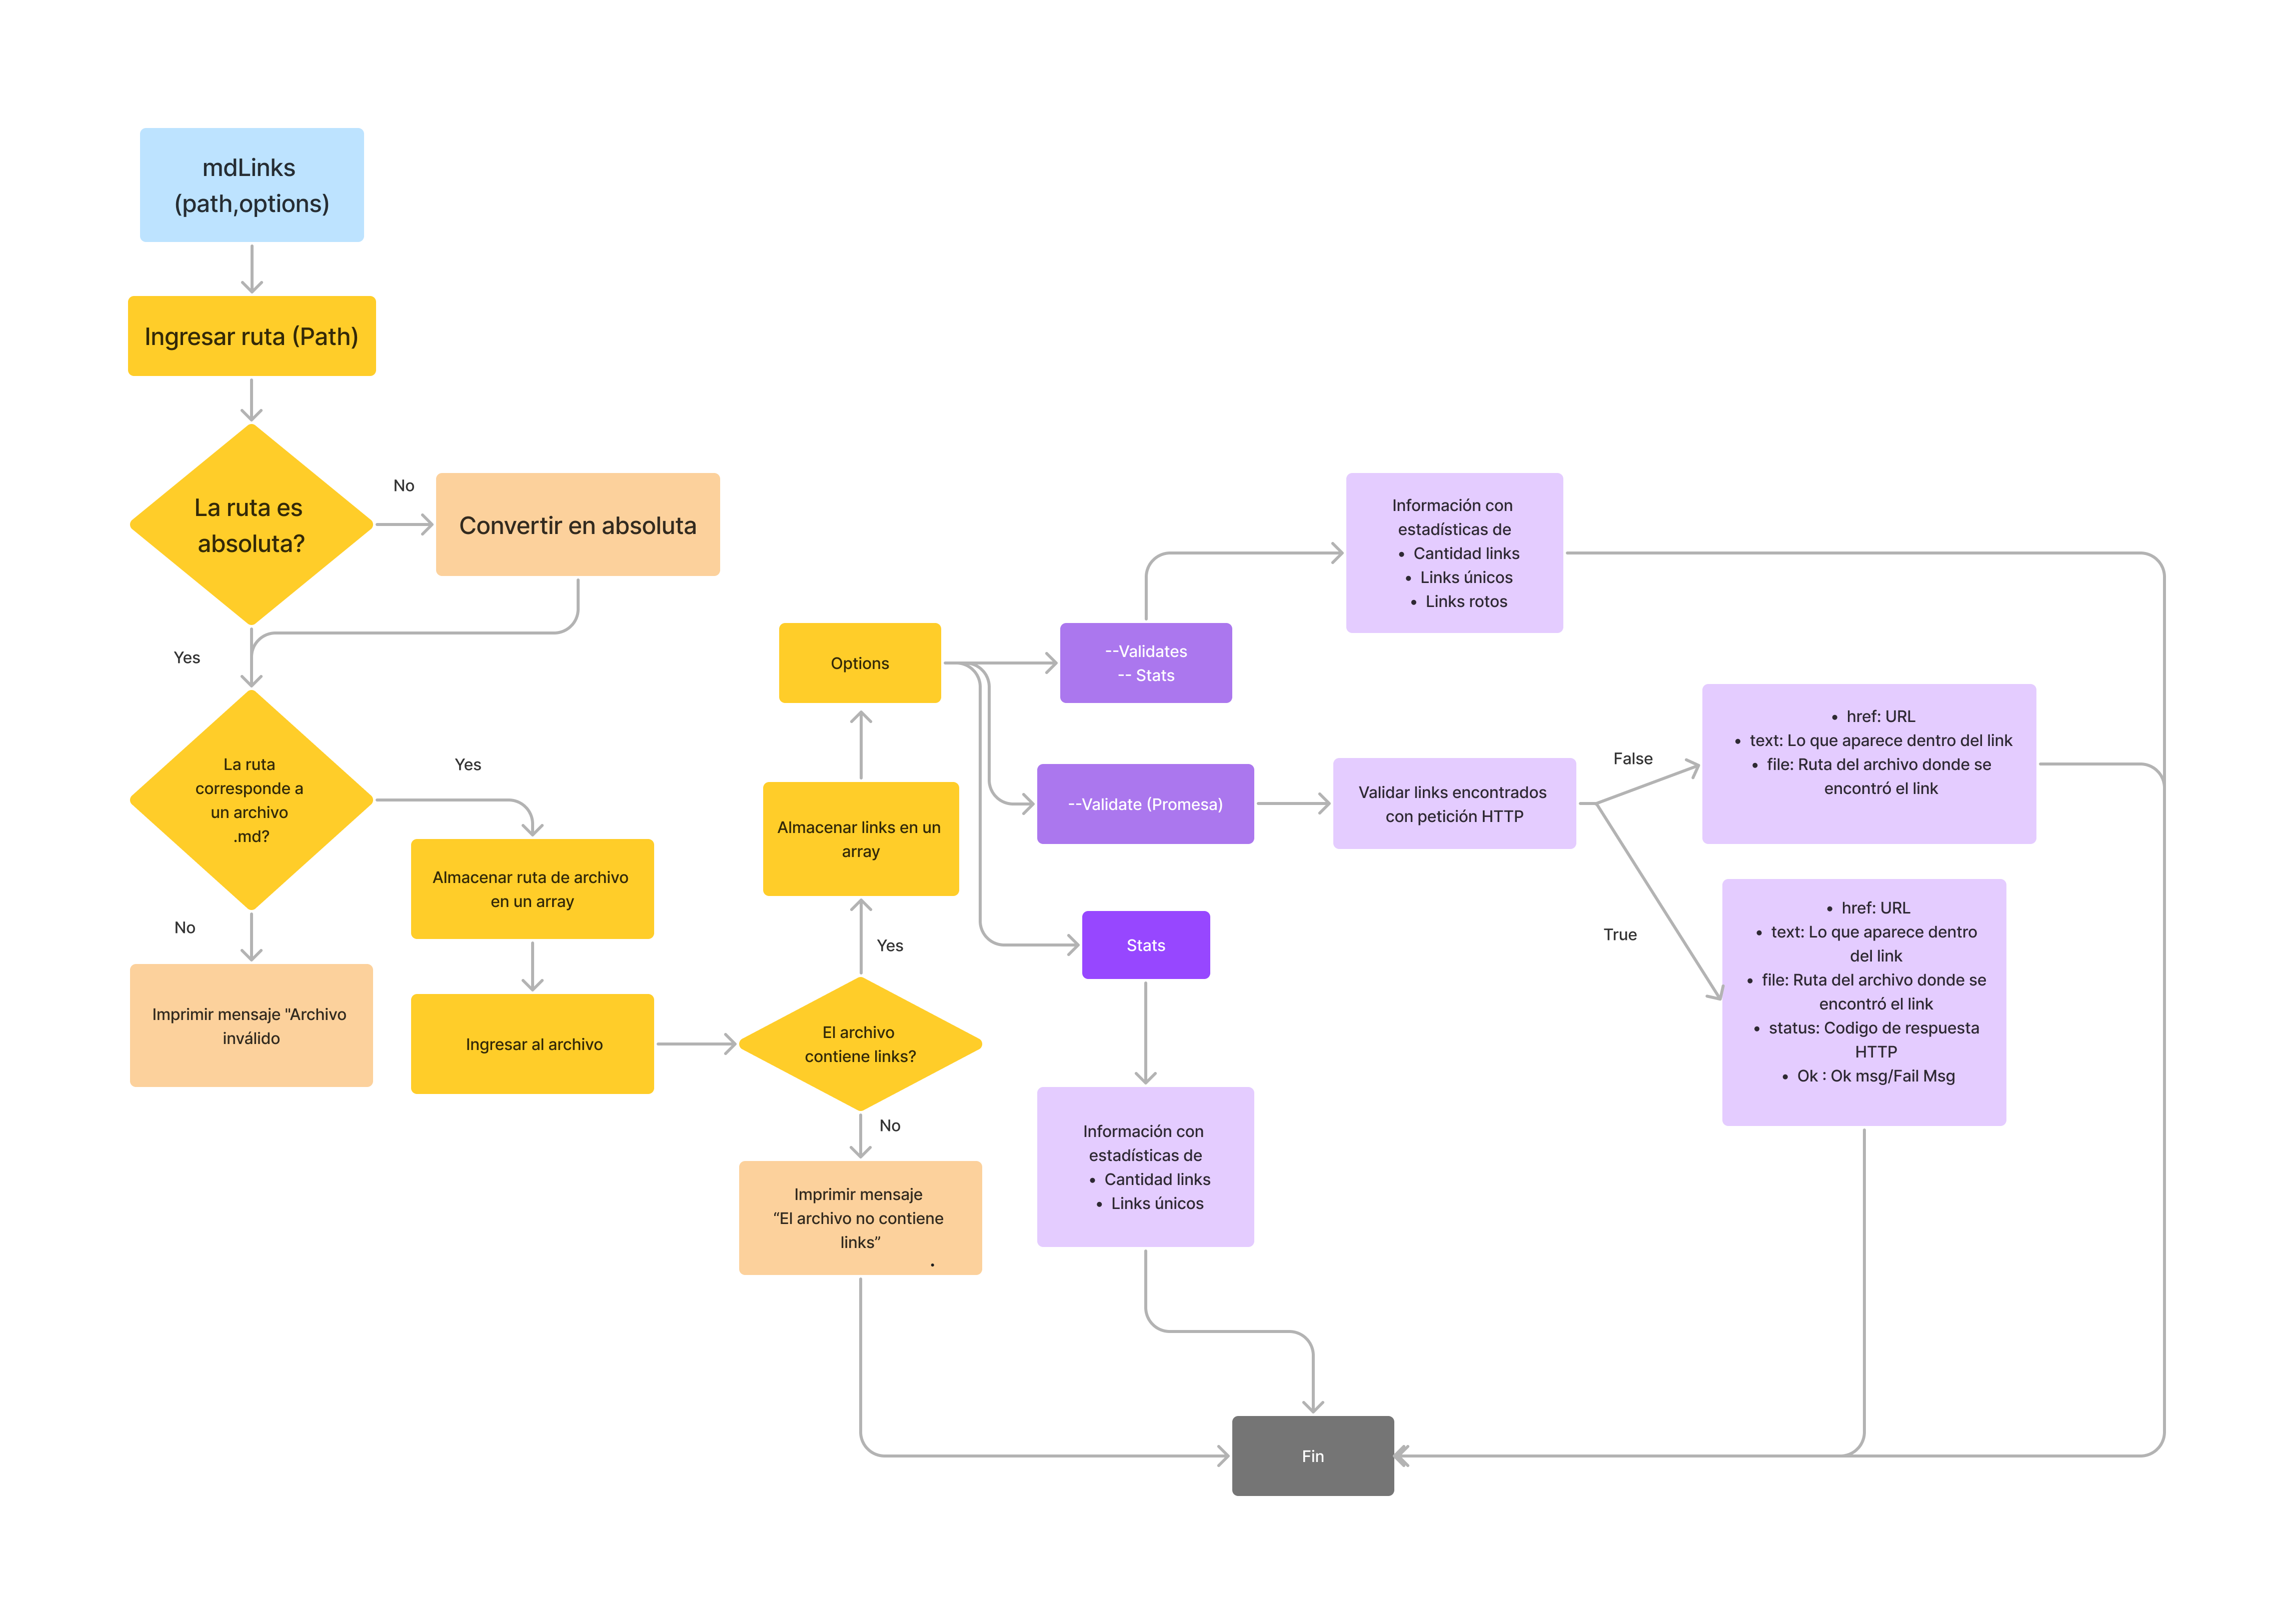 mdLinks
(path,options)
Ingresar ruta (Path)
La ruta es
absoluta?
No
Convertir en absoluta
Yes
La ruta
corresponde a
un archivo
.md?
Yes
No
Imprimir mensaje "Archivo
inválido
Almacenar ruta de archivo
en un array
Ingresar al archivo
El archivo
contiene links?
Yes
No
Imprimir mensaje
“El archivo no contiene
links”
.
Almacenar links en un
array
Options
--Validates
-- Stats
Información con
estadísticas de
• Cantidad links
• Links únicos
• Links rotos
--Validate (Promesa)
Validar links encontrados
con petición HTTP
False
• href: URL
• text: Lo que aparece dentro del link
• file: Ruta del archivo donde se
encontró el link
True
• href: URL
• text: Lo que aparece dentro
del link
• file: Ruta del archivo donde se
encontró el link
• status: Codigo de respuesta
HTTP
• Ok : Ok msg/Fail Msg
Stats
Información con
estadísticas de
• Cantidad links
• Links únicos
Fin